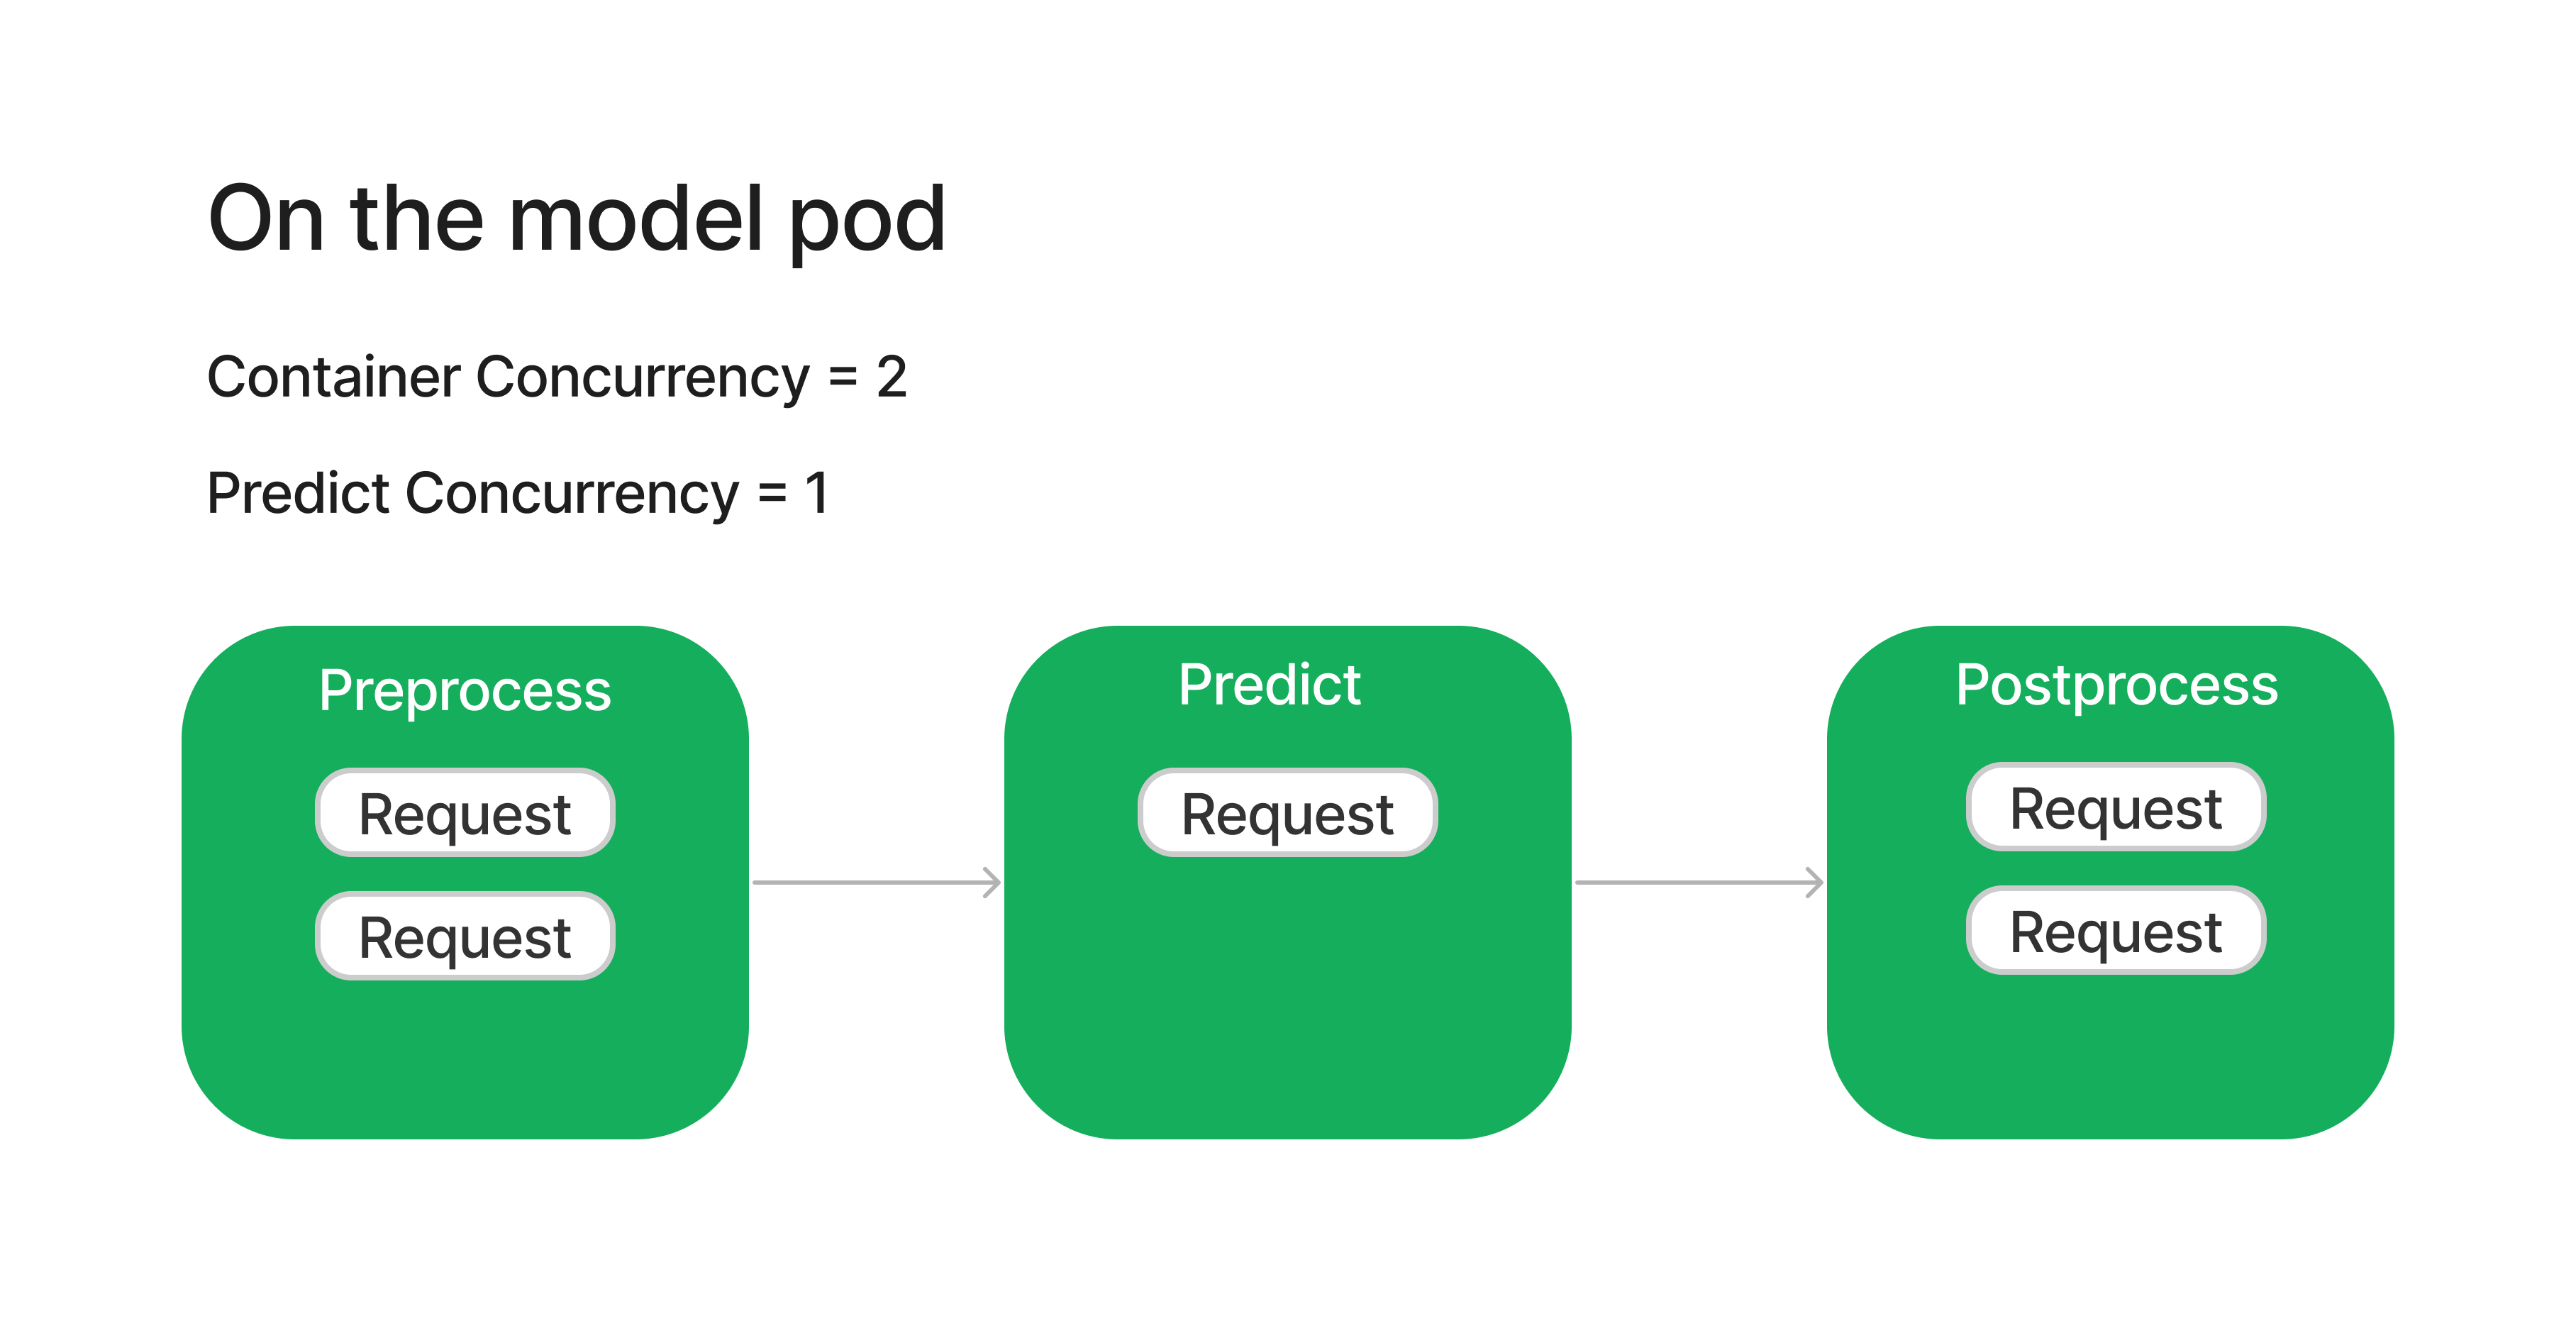 On the model pod
Container Concurrency = 2
Predict Concurrency = 1
Preprocess
Request
Request
Predict
Request
Postprocess
Request
Request